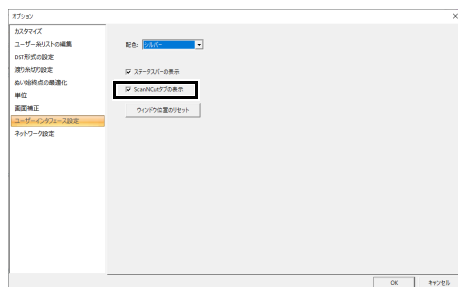 オプション
×
カスタマイズ
ユーザー糸リストの編集
DST形式の設定
渡り糸切り設定
ぬい始終点の最適化
単位
画面補正
ユーザーインタフェース設定
ネットワーク設定
配色: シルバー
ステータスバーの表示
ScanNCutタブの表示
ウィンドウ位置のリセット
OK
キャンセル